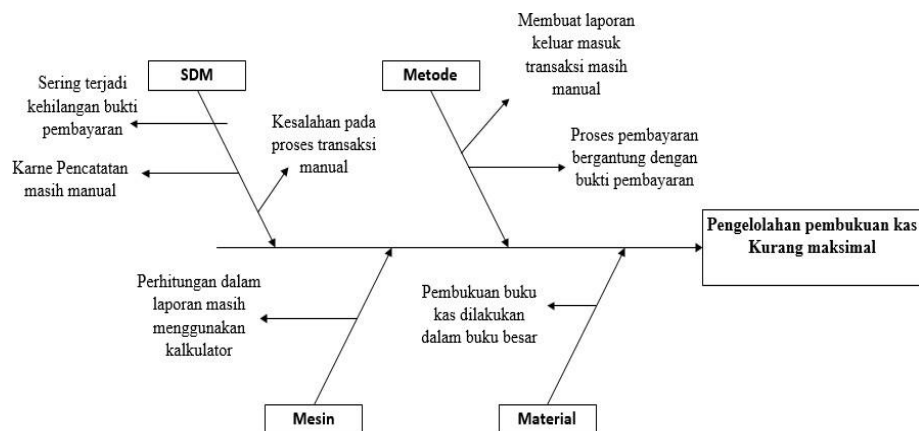 Membuat laporan
keluar masuk
transaksi masih
manual
SDM
Metode
Sering terjadi
kehilangan bukti
pembayaran
Kesalahan pada
proses transaksi
manual
Karne Pencatatan
masih manual
Proses pembayaran
bergantung dengan
bukti pembayaran
Pengelolahan pembukuan kas
Kurang maksimal
Perhitungan dalam
laporan masih
menggunakan
kalkulator
Pembukuan buku
kas dilakukan
dalam buku besar
Mesin
Material